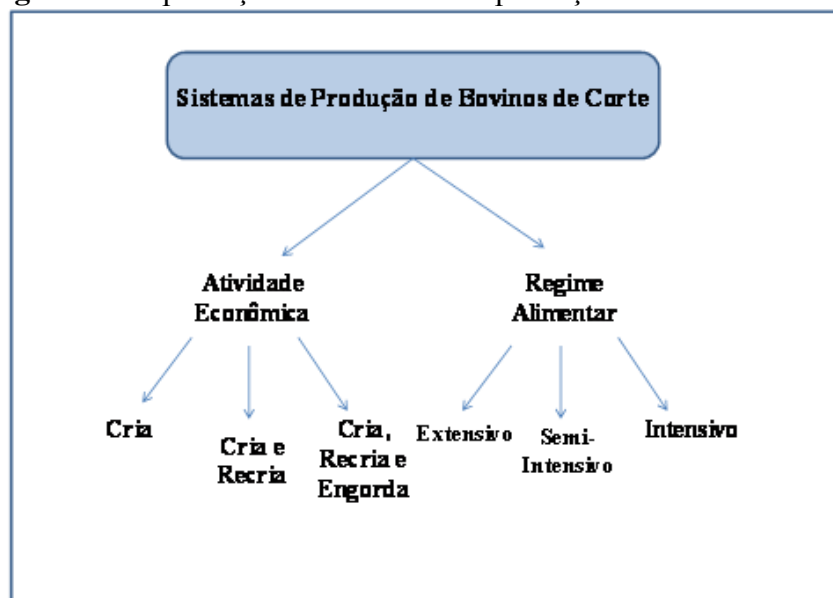 Sistemas de Produção de Bovinos de Corte
Atividade
Econômica
Regime
Alimentar
Cria
Cria e
Recria
Cria,
Recria e
Engorda
Extensivo
Semi-
Intensivo
Intensivo